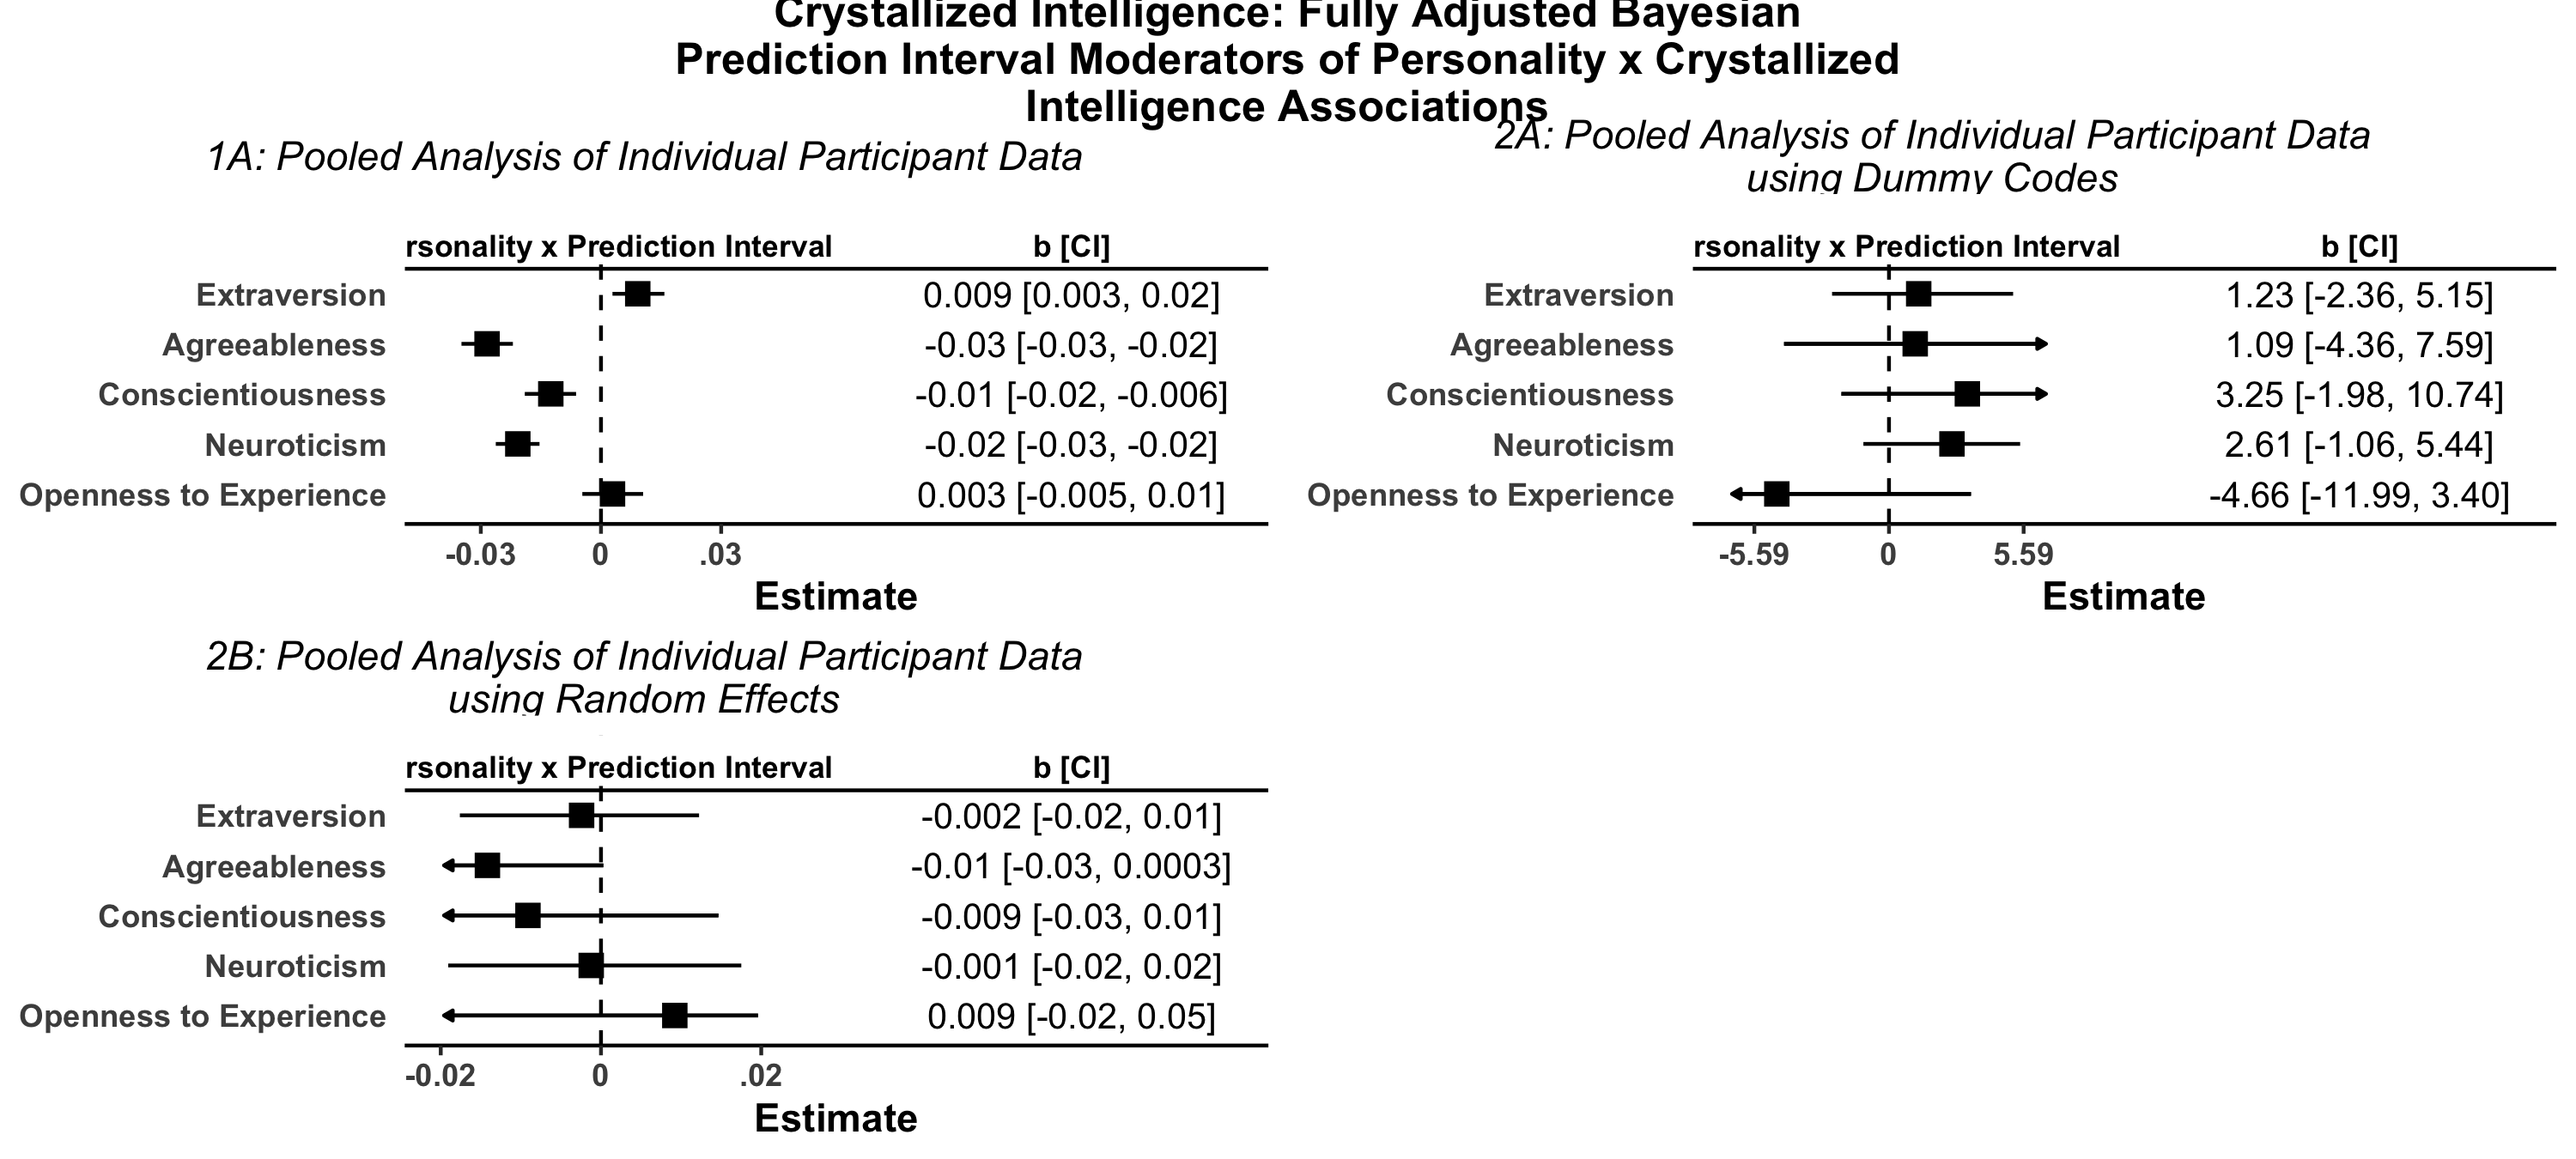 Crystallized Intelligence: Fully Adjusted Bayesian
Prediction Interval Moderators of Personality x Crystallized
Intelligence Associations
1A: Pooled Analysis of Individual Participant Data
rsonality x Prediction Interval b [CI]
Extraversion 0.009 [0.003, 0.02]
Agreeableness -0.03 [-0.03, -0.02]
Conscientiousness -0.01 [-0.02, -0.006]
Neuroticism -0.02 [-0.03, -0.02]
Openness to Experience 0.003 [-0.005, 0.01]
-0.03 0 .03
Estimate
2A: Pooled Analysis of Individual Participant Data
using Dummy Codes
rsonality x Prediction Interval b [CI]
Extraversion 1.23 [-2.36, 5.15]
Agreeableness 1.09 [-4.36, 7.59]
Conscientiousness 3.25 [-1.98, 10.74]
Neuroticism 2.61 [-1.06, 5.44]
Openness to Experience -4.66 [-11.99, 3.40]
-5.59 0 5.59
Estimate
2B: Pooled Analysis of Individual Participant Data
using Random Effects
rsonality x Prediction Interval b [CI]
Extraversion -0.002 [-0.02, 0.01]
Agreeableness -0.01 [-0.03, 0.0003]
Conscientiousness -0.009 [-0.03, 0.01]
Neuroticism -0.001 [-0.02, 0.02]
Openness to Experience 0.009 [-0.02, 0.05]
-0.02 0 .02
Estimate